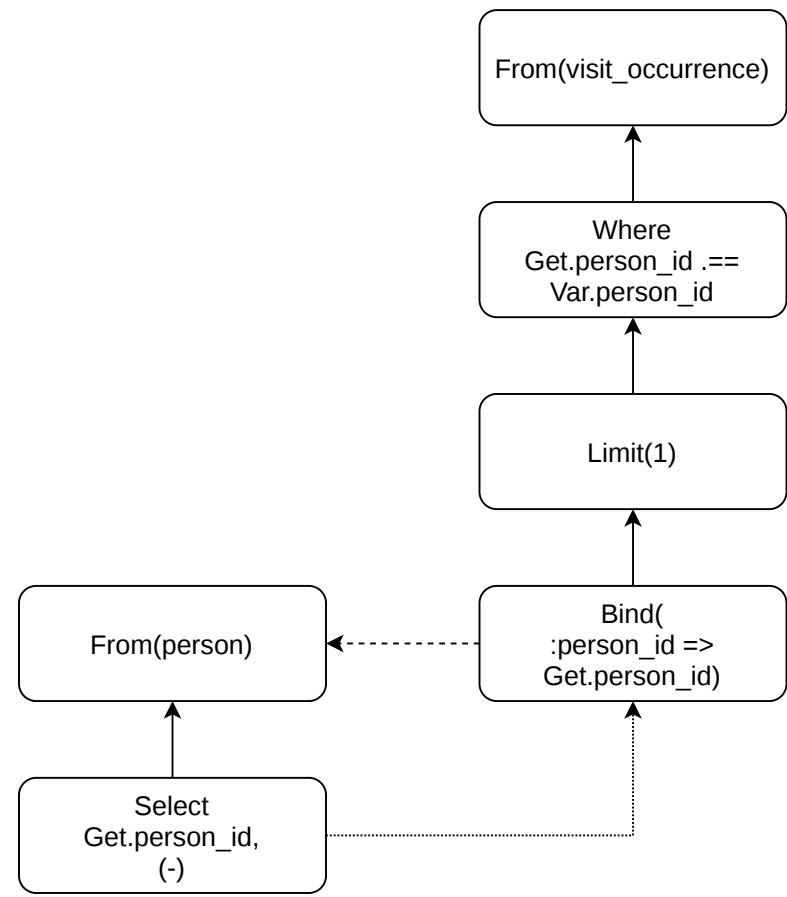 From(visit_occurrence)
Where
Get.person_id .==
Var.person_id
Limit(1)
From(person)
Bind(
:person_id =>
Get.person_id)
Select
Get.person_id,
(-)